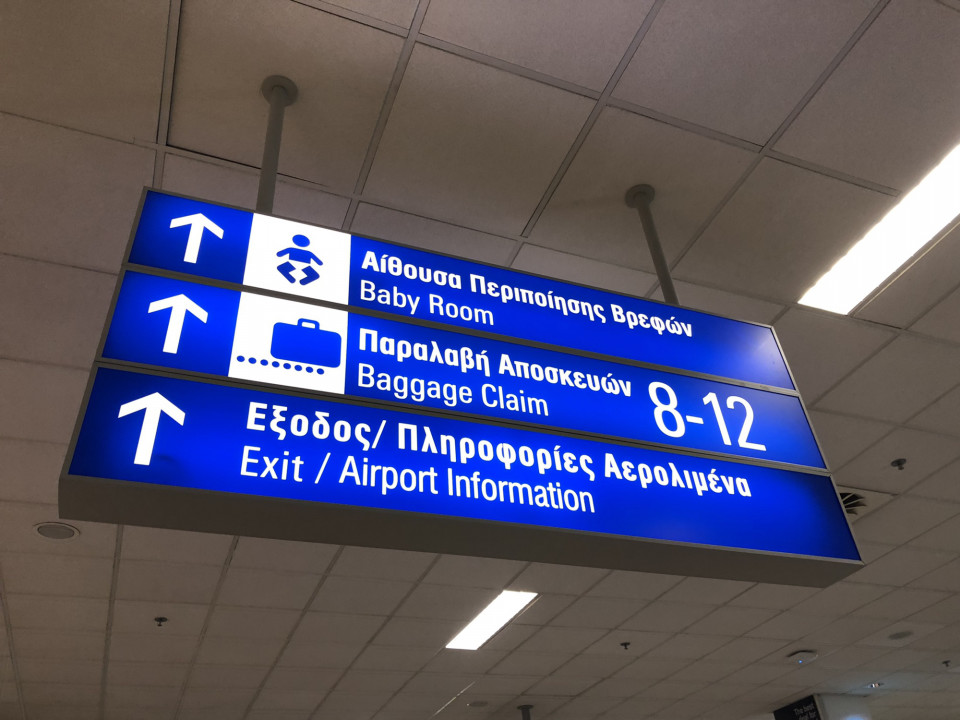 Αίθουσα Περιποίησης Βρεφών
Baby Room
Παραλαβή Αποσκευών
Baggage Claim
8-12
Εξοδος/ Πληροφορίες Αερολιμένα
Exit / Airport Information